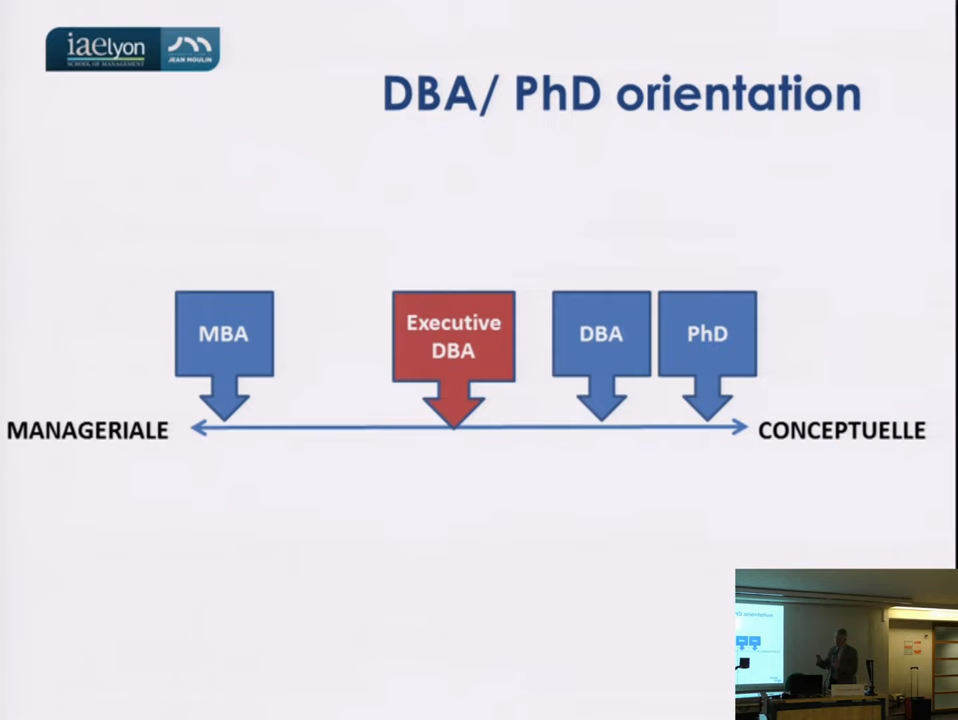 iaelyon
SCHOOL OF MANAGEMENT
JEAN MOULIN
DBA/ PhD orientation
MBA
Executive
DBA
DBA
PhD
MANAGERIALE
CONCEPTUELLE